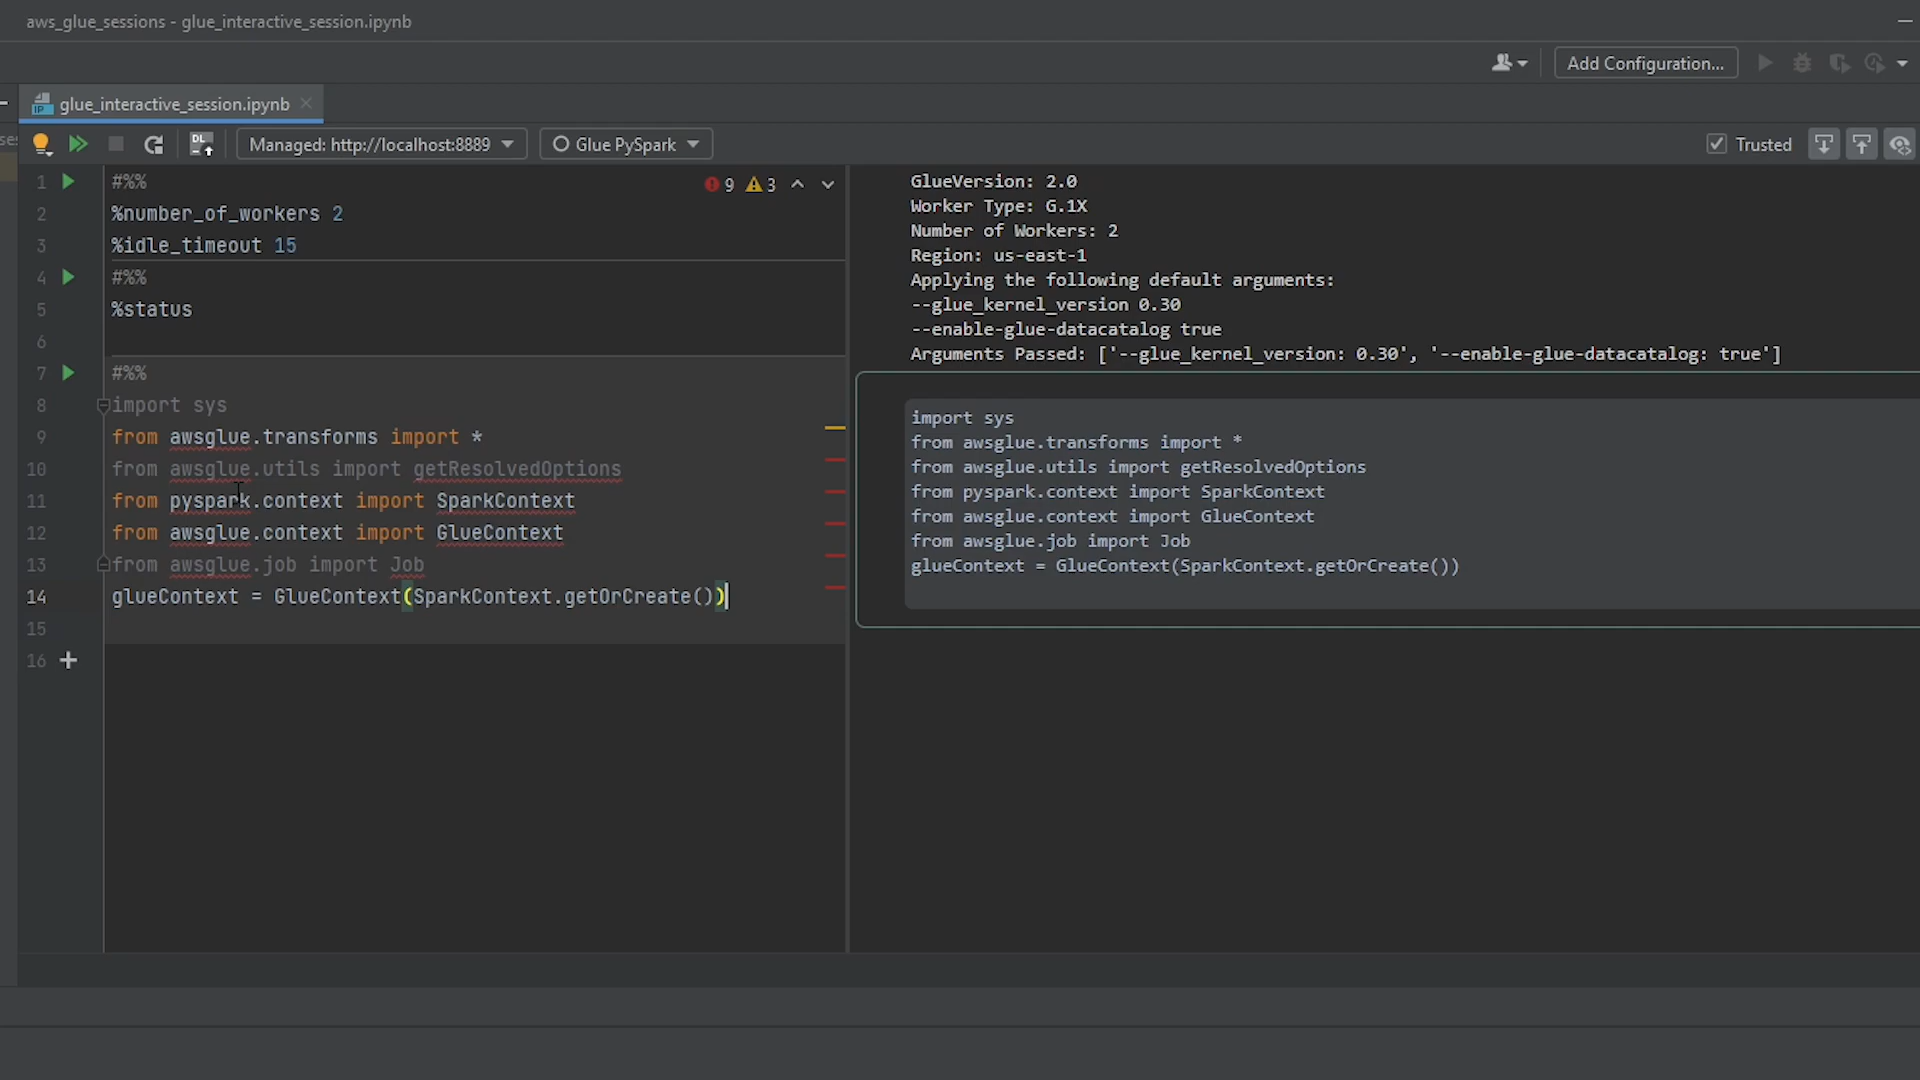 aws_glue_sessions - glue_interactive_session.ipynb
Add Configuration...
glue_interactive_session.ipynb
Managed: http://localhost:8889
Glue PySpark
Trusted
1 #%%
9 3
2 %number_of_workers 2
3 %idle_timeout 15
4 #%%
5 %status
6
7 #%%
8 import sys
9 from awsglue.transforms import *
10 from awsglue.utils import getResolvedOptions
11 from pyspark.context import SparkContext
12 from awsglue.context import GlueContext
13 from awsglue.job import Job
14 glueContext = GlueContext(SparkContext.getOrCreate())
15
16
GlueVersion: 2.0
Worker Type: G.1X
Number of Workers: 2
Region: us-east-1
Applying the following default arguments:
--glue_kernel_version 0.30
--enable-glue-datacatalog true
Arguments Passed: ['--glue_kernel_version: 0.30', '--enable-glue-datacatalog: true']
import sys
from awsglue.transforms import *
from awsglue.utils import getResolvedOptions
from pyspark.context import SparkContext
from awsglue.context import GlueContext
from awsglue.job import Job
glueContext = GlueContext(SparkContext.getOrCreate())